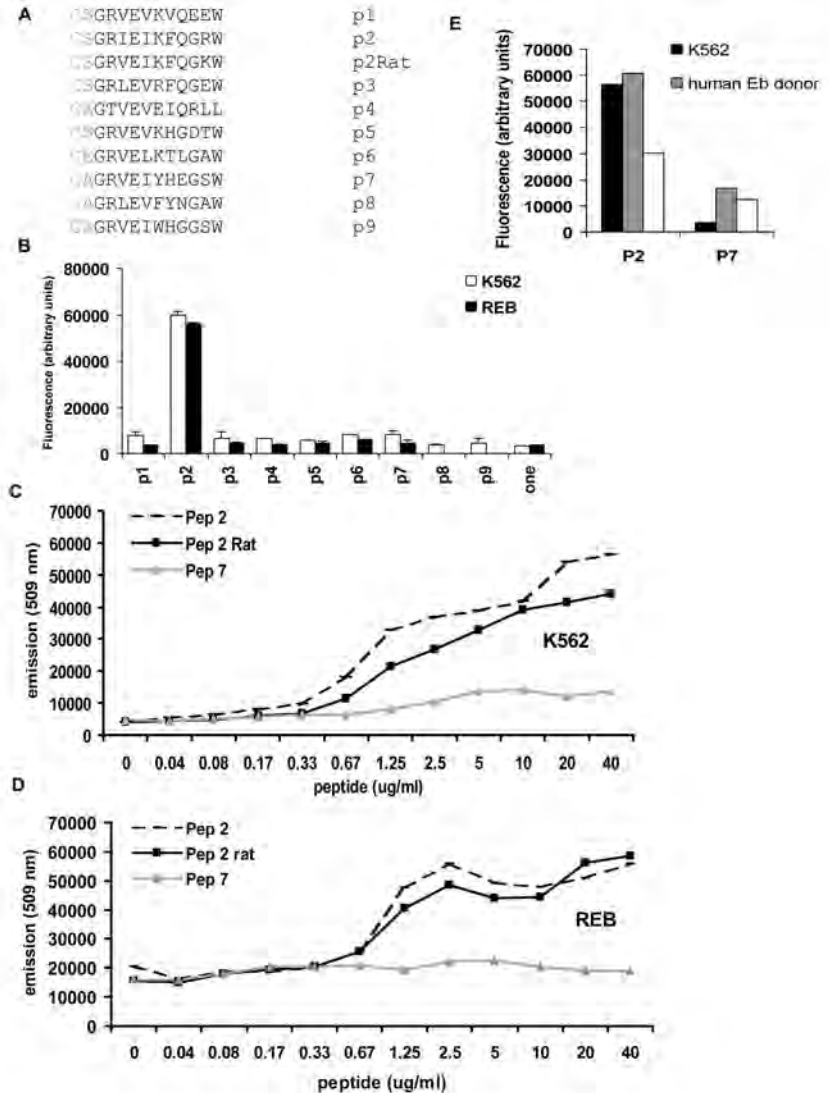 A
GRVEVKVQEEW p1
GRIEIKFQGRW p2
GRVEIKFQGKW p2Rat
GRLEVRFQGEW p3
GTVEVEIQRLL p4
GRVEVKHGDTW p5
GRVELKTLGAW p6
GRVEIYHEGSW p7
GRLEVFYNGAW p8
GRVEIWHGGSW p9
E
Fluorescence (arbitrary units)
70000
60000
50000
40000
30000
20000
10000
0
K562
human Eb donor
P2 P7
B
Fluorescence (arbitrary units)
80000
60000
40000
20000
0
K562
REB
p1 p2 p3 p4 p5 p6 p7 p8 p9 one
C
emission (509 nm)
70000
60000
50000
40000
30000
20000
10000
0
Pep 2
Pep 2 Rat
Pep 7
K562
0 0.04 0.08 0.17 0.33 0.67 1.25 2.5 5 10 20 40
peptide (ug/ml)
D
emission (509 nm)
70000
60000
50000
40000
30000
20000
10000
0
Pep 2
Pep 2 rat
Pep 7
REB
0 0.04 0.08 0.17 0.33 0.67 1.25 2.5 5 10 20 40
peptide (ug/ml)